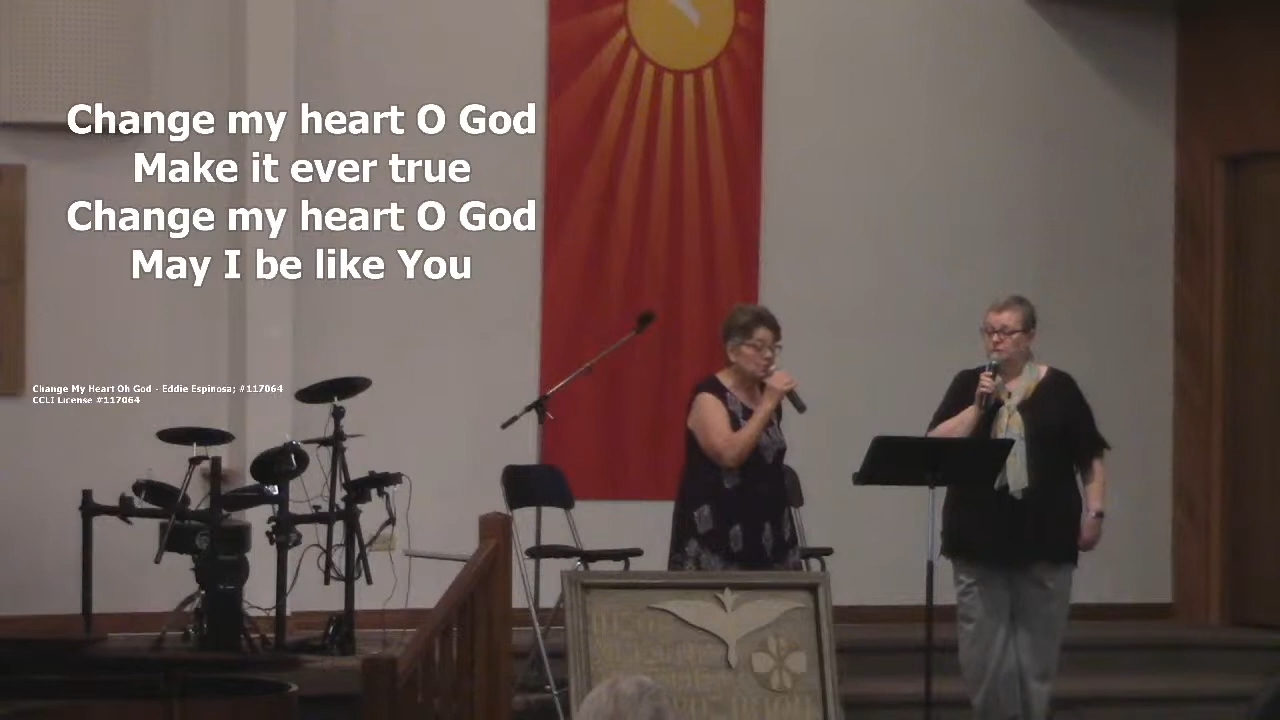 Change my heart O God
Make it ever true
Change my heart O God
May I be like You
Change My Heart Oh God - Eddie Espinosa; #117064
CCLI License #117064